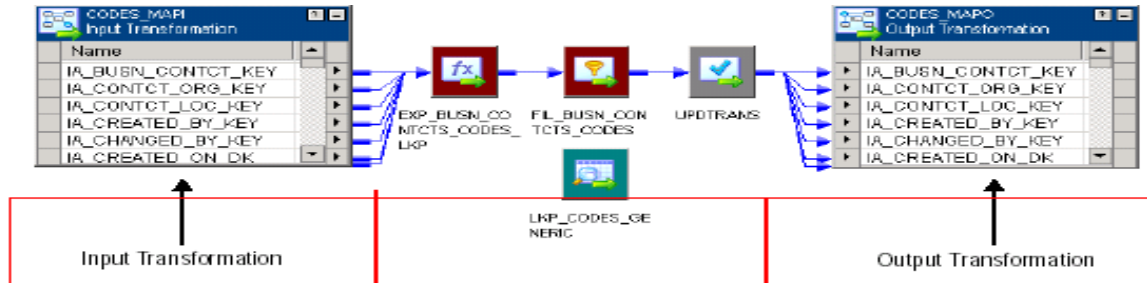 CODES_MAPI
Input Transformation
Name
IA_BUSN_CONTCT_KEY
IA_CONTCT_ORG_KEY
IA_CONTCT_LOC_KEY
IA_CREATED_BY_KEY
IA_CHANGED_BY_KEY
IA_CREATED_ON_DK
fx
EXP_BUSN_CO
NTCTS_CODES_
LKP
FIL_BUSN_CON
TCTS_CODES
UPDTRANS
LKP_CODES_GE
NERIC
CODES_MAPO
Output Transformation
Name
IA_BUSN_CONTCT_KEY
IA_CONTCT_ORG_KEY
IA_CONTCT_LOC_KEY
IA_CREATED_BY_KEY
IA_CHANGED_BY_KEY
IA_CREATED_ON_DK
Input Transformation
Output Transformation